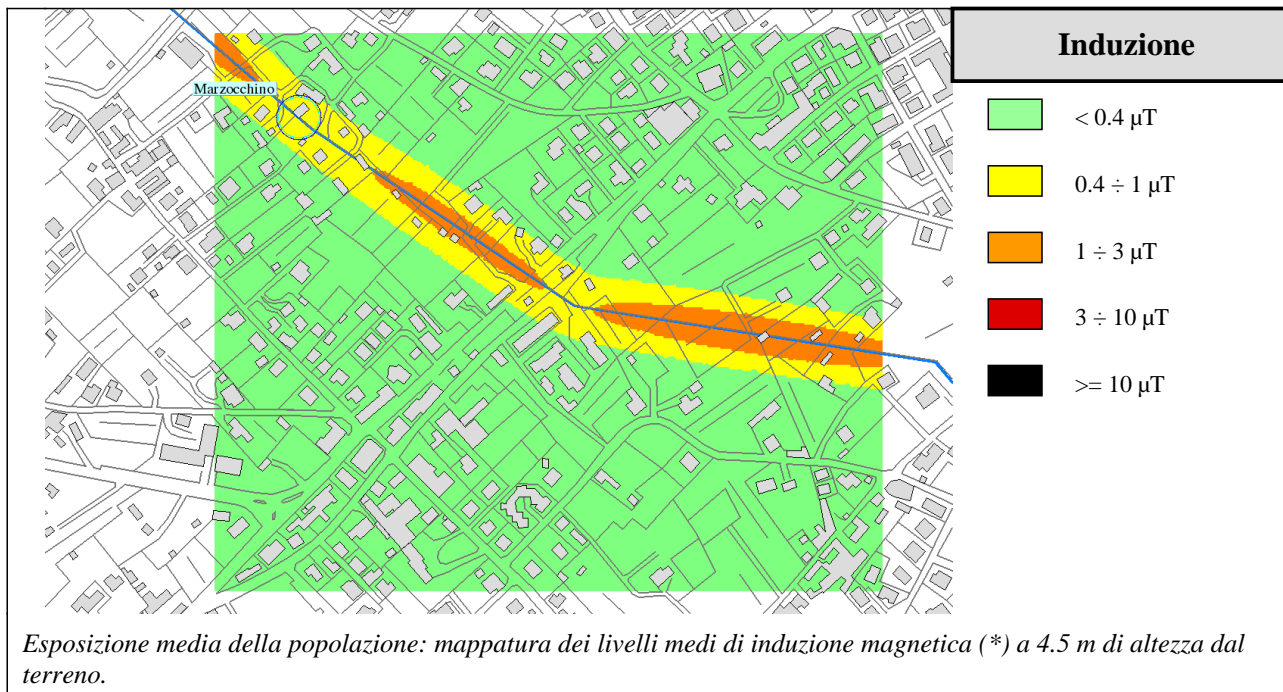 Marzocchino
Induzione
< 0.4 µT
0.4 ÷ 1 µT
1 ÷ 3 µT
3 ÷ 10 µT
>= 10 µT
Esposizione media della popolazione: mappatura dei livelli medi di induzione magnetica (*) a 4.5 m di altezza dal
terreno.